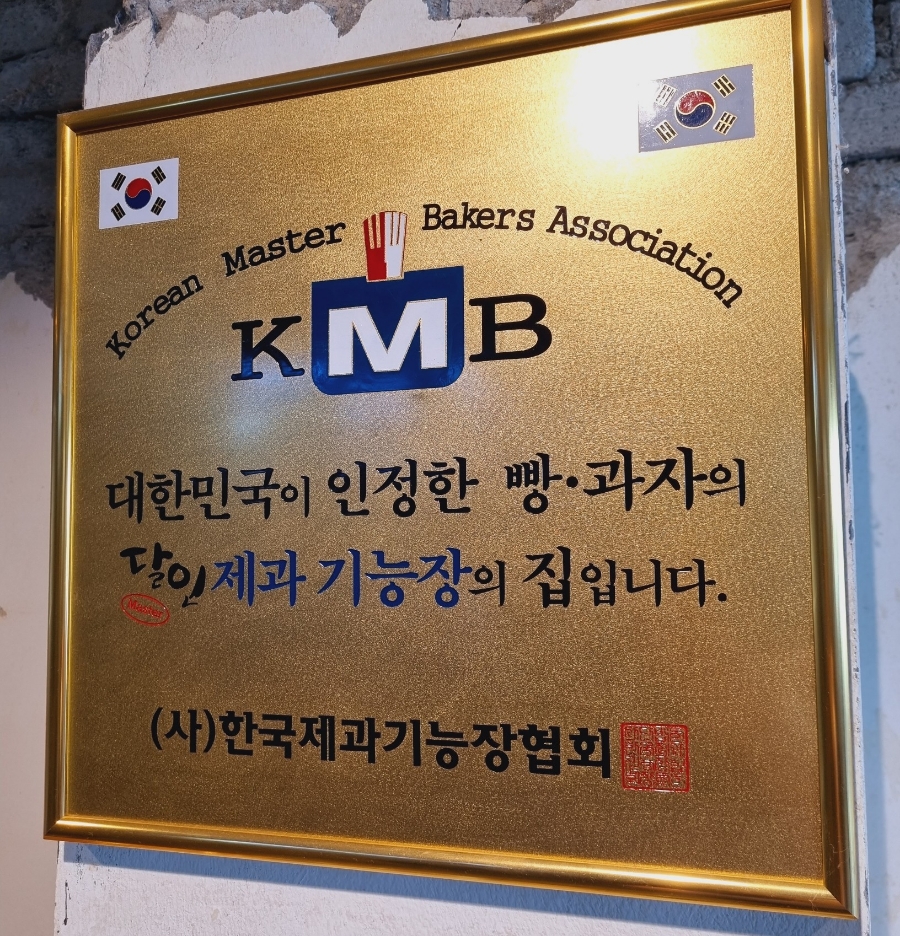 Korean Master Bakers Association
KMB
대한민국이 인정한 빵·과자의
달인 제과 기능장의 집입니다.
Master
(사)한국제과기능장협회